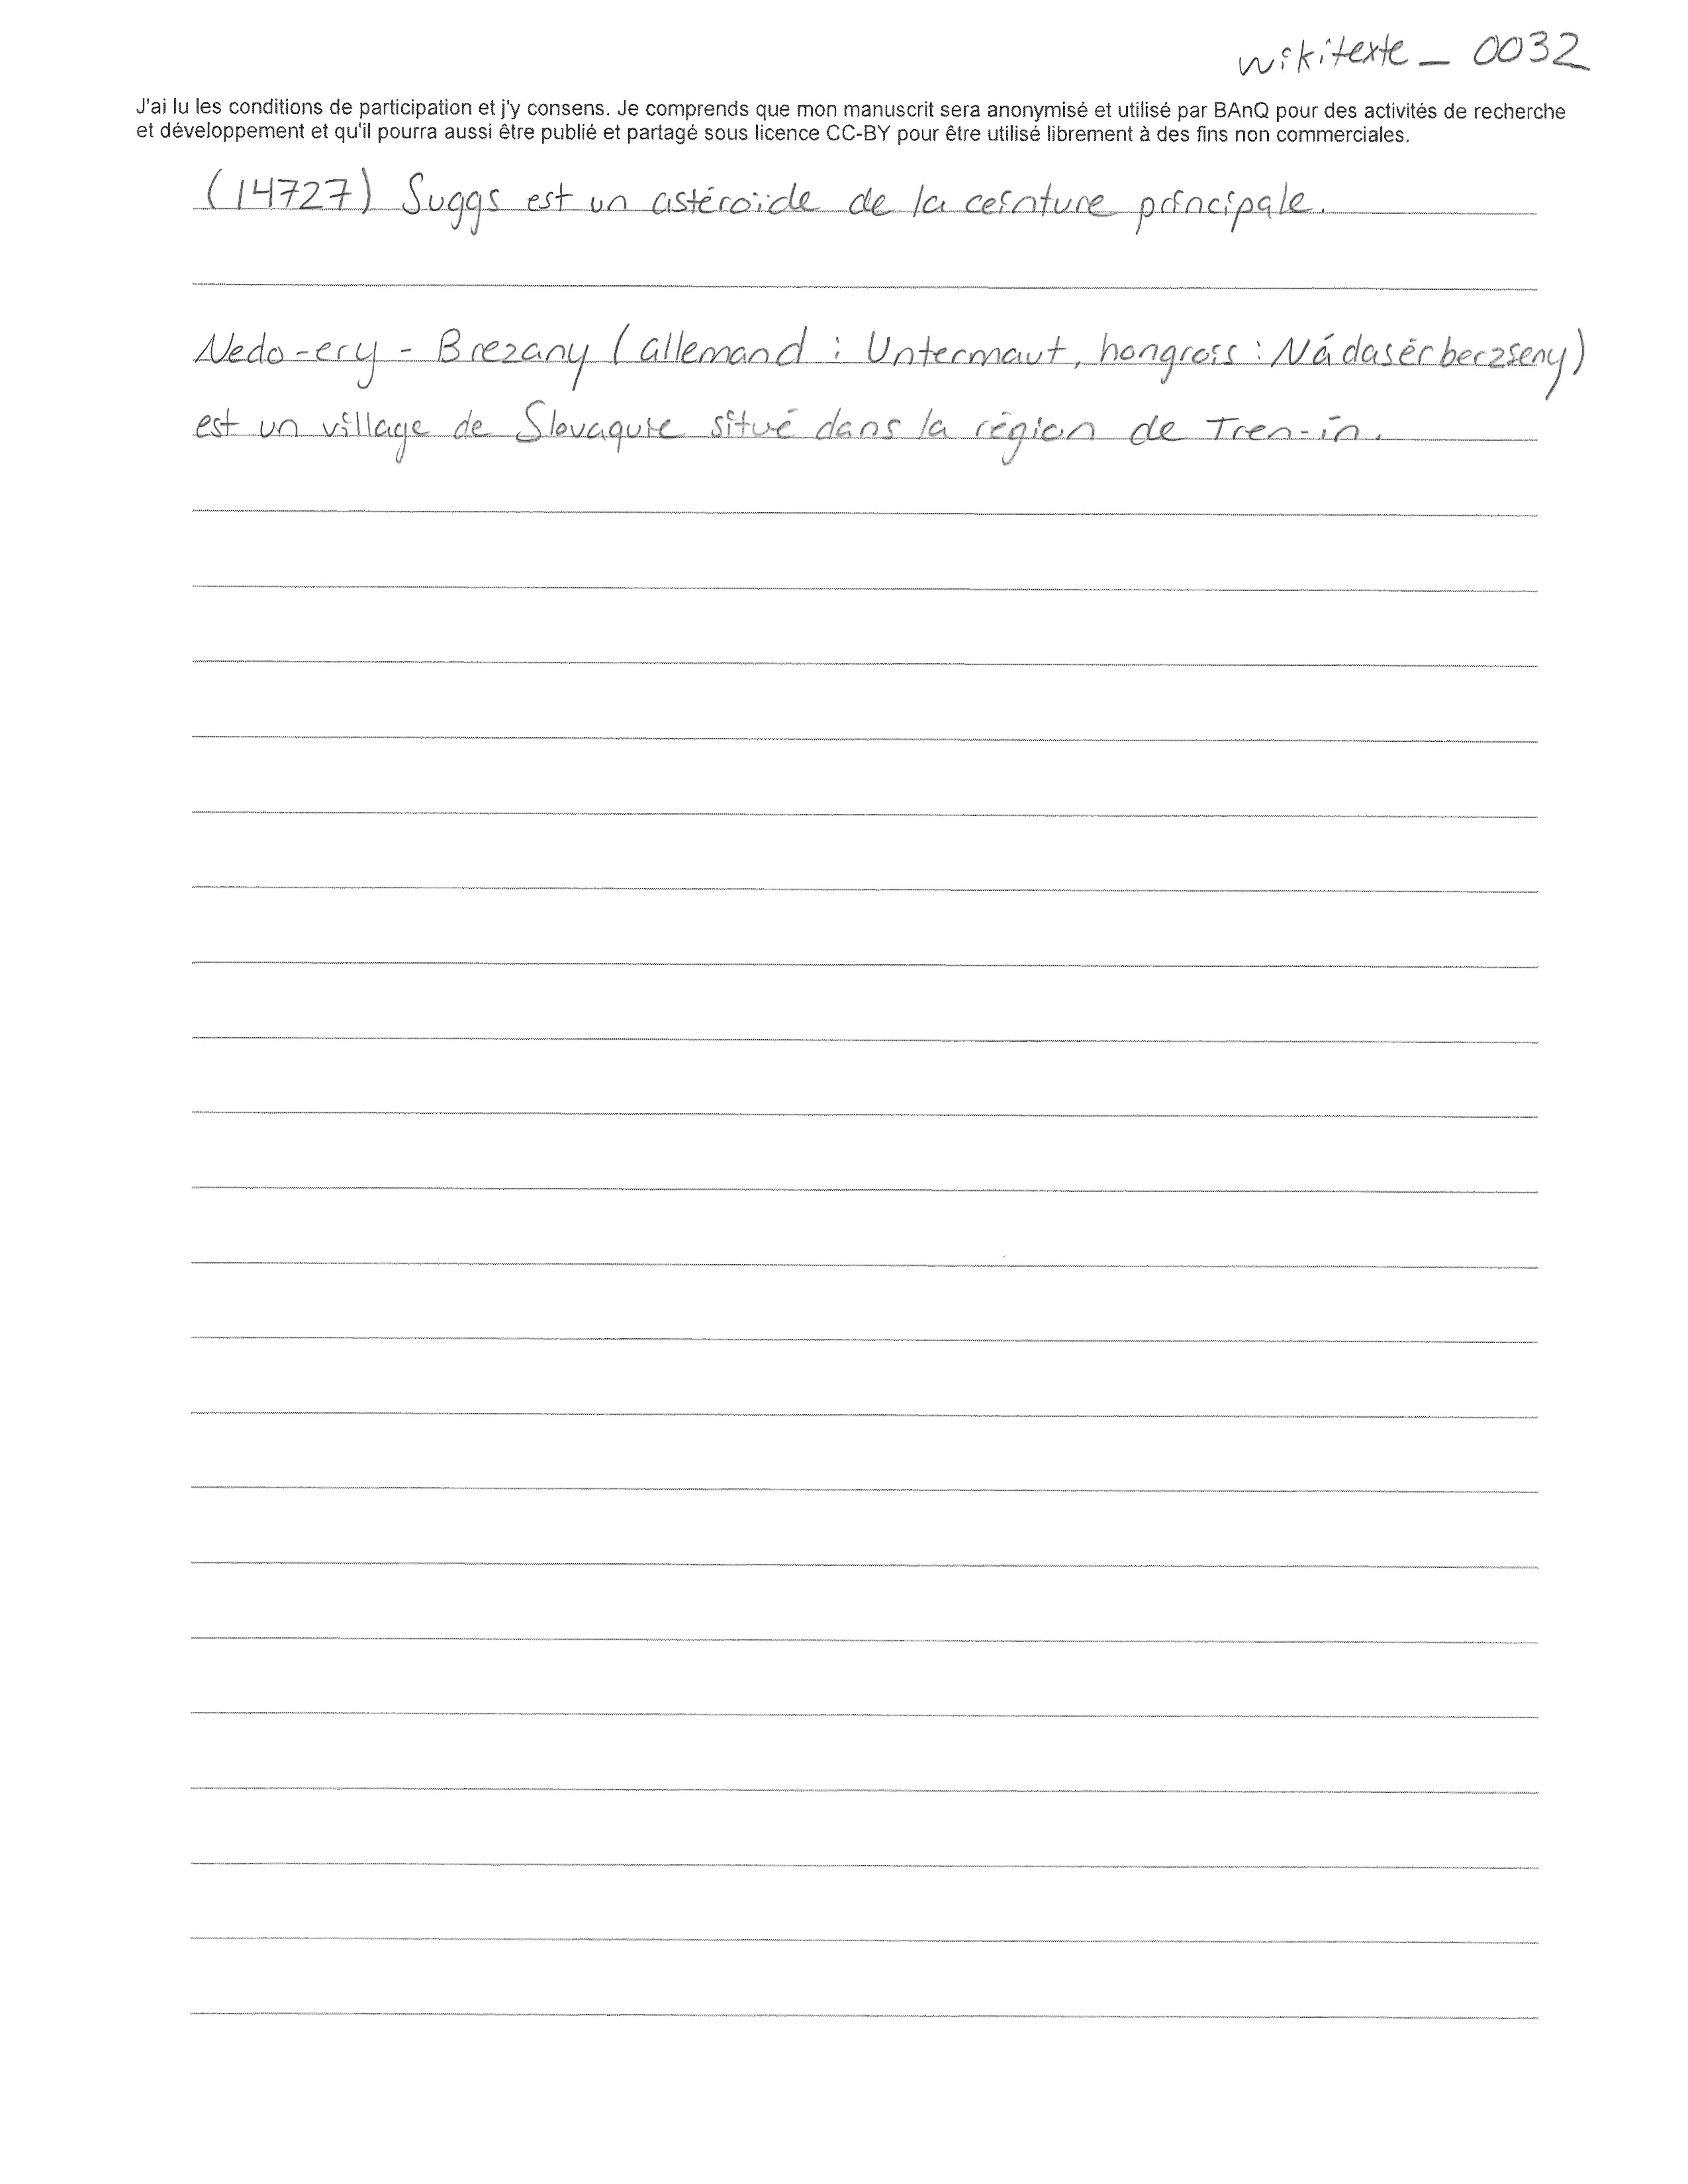 wikitexte_0032
J'ai lu les conditions de participation et j'y consens. Je comprends que mon manuscrit sera anonymisé et utilisé par BAnQ pour des activités de recherche
et développement et qu'il pourra aussi être publié et partagé sous licence CC-BY pour être utilisé librement à des fins non commerciales.
(14727) Suggs est un astéroïde de la ceinture principale.
Nedo-ery - Brezany (allemand : Untermaut, hongrois : Nádasérberzseny)
est un village de Slovaquie situé dans la région de Tren-ín.